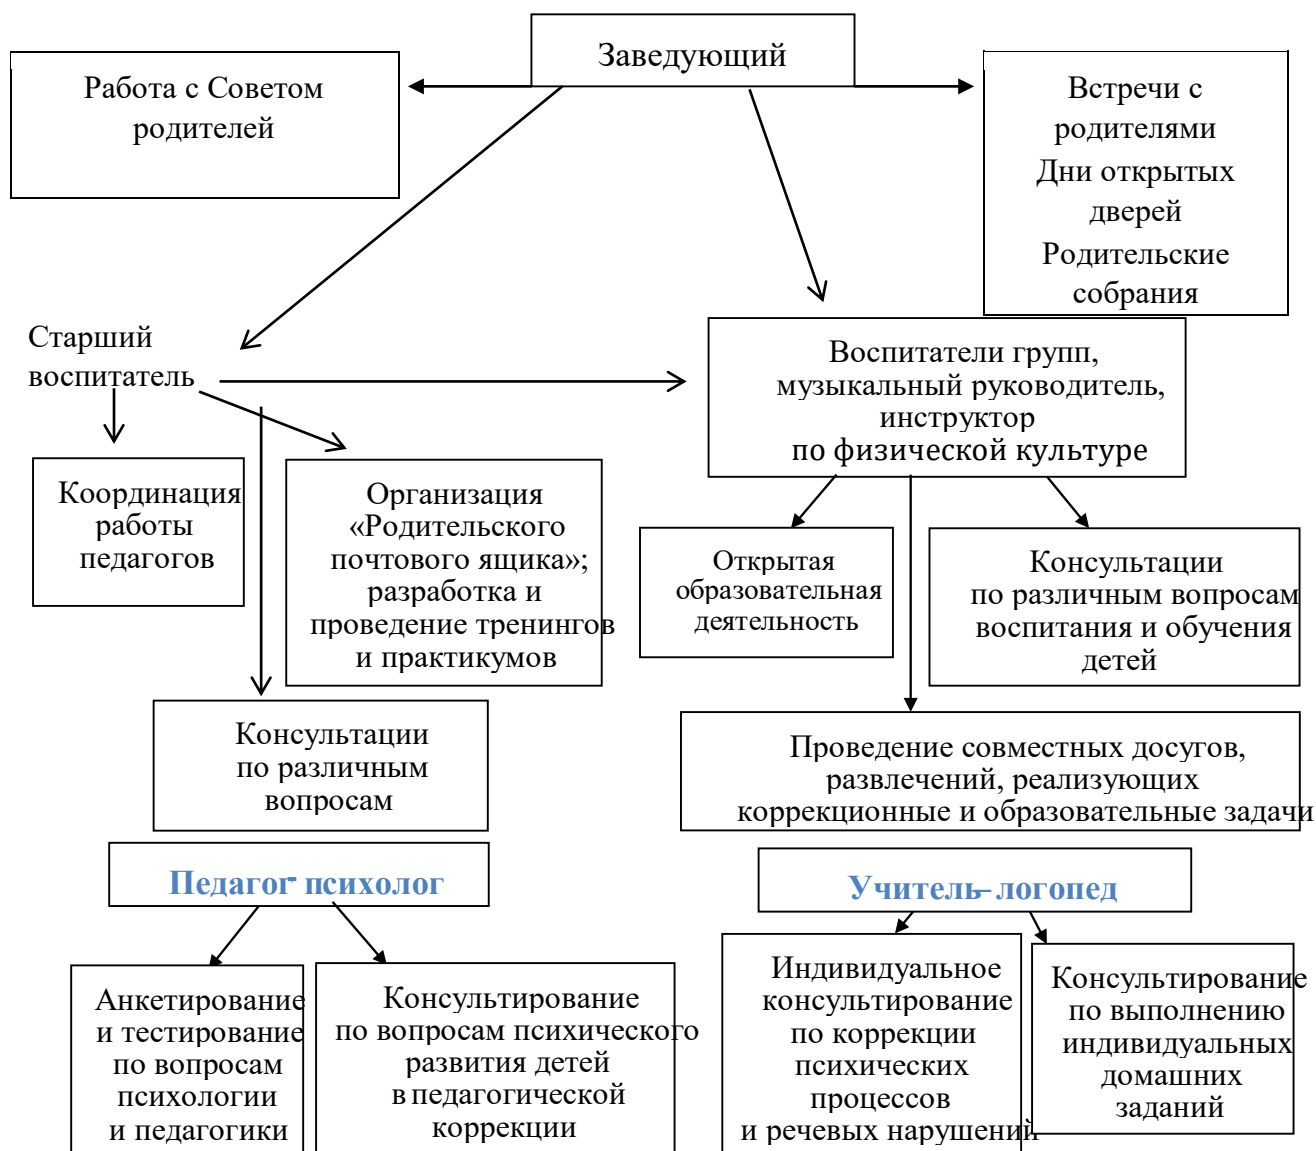 Заведующий
Работа с Советом
родителей
Встречи с
родителями
Дни открытых
дверей
Родительские
собрания
Старший
воспитатель
Воспитатели групп,
музыкальный руководитель,
инструктор
по физической культуре
Координация
работы
педагогов
Организация
«Родительского
почтового ящика»;
разработка и
проведение тренингов
и практикумов
Открытая
образовательная
деятельность
Консультации
по различным вопросам
воспитания и обучения
детей
Консультации
по различным
вопросам
Проведение совместных досугов,
развлечений, реализующих
коррекционные и образовательные задачи
Педагог- психолог
Учитель–логопед
Анкетирование
и тестирование
по вопросам
психологии
и педагогики
Консультирование
по вопросам психического
развития детей
в педагогической
коррекции
Индивидуальное
консультирование
по коррекции
психических
процессов
и речевых нарушений
Консультирование
по выполнению
индивидуальных
домашних
заданий